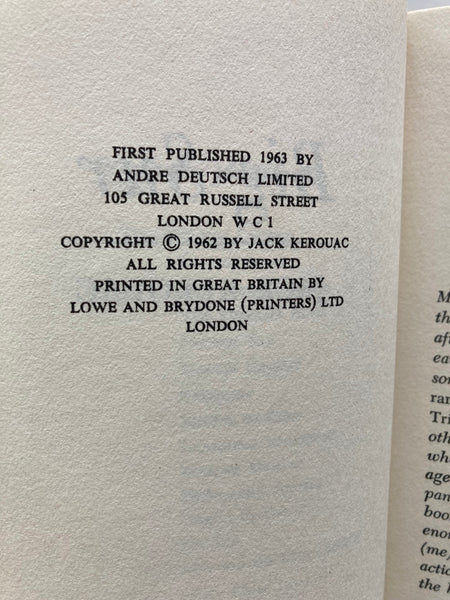 FIRST PUBLISHED 1963 BY
ANDRE DEUTSCH LIMITED
105 GREAT RUSSELL STREET
LONDON W C 1
COPYRIGHT © 1962 BY JACK KEROUAC
ALL RIGHTS RESERVED
PRINTED IN GREAT BRITAIN BY
LOWE AND BRYDONE (PRINTERS) LTD
LONDON
(me)